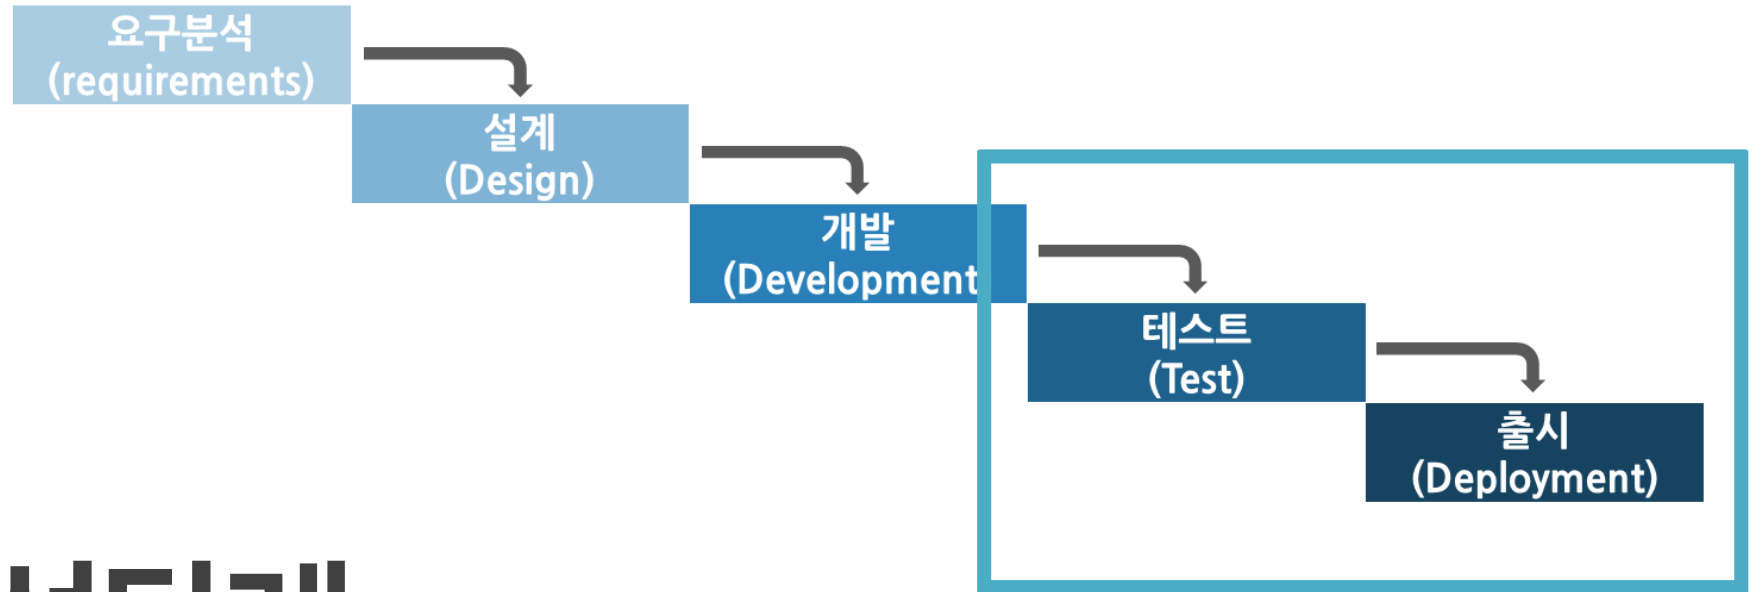 요구분석
(requirements)
설계
(Design)
개발
(Development
테스트
(Test)
출시
(Deployment)